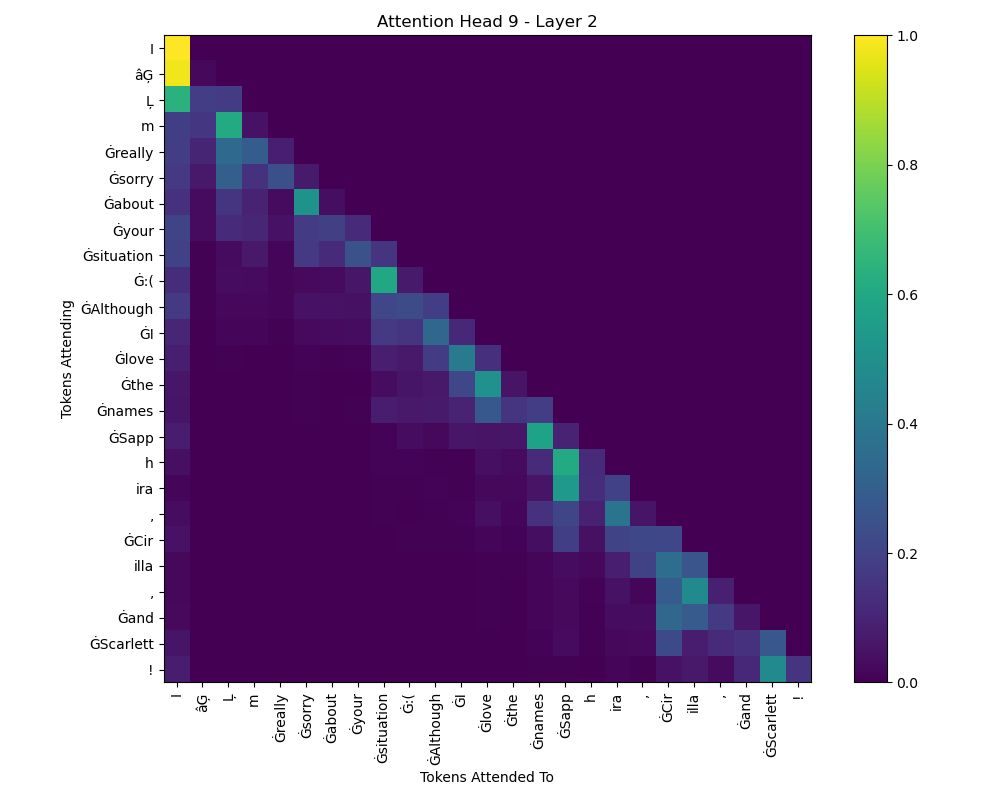 Attention Head 9 - Layer 2
Tokens Attending
I
âĢ
Ļ
m
Ġreally
Ġsorry
Ġabout
Ġyour
Ġsituation
Ġ:(
ĠAlthough
ĠI
Ġlove
Ġthe
Ġnames
ĠSapp
h
ira
,
ĠCir
illa
,
Ġand
ĠScarlett
!
I
âĢ
Ļ
m
Ġreally
Ġsorry
Ġabout
Ġyour
Ġsituation
Ġ:(
ĠAlthough
ĠI
Ġlove
Ġthe
Ġnames
ĠSapp
h
ira
,
ĠCir
illa
,
Ġand
ĠScarlett
!
Tokens Attended To
1.0
0.8
0.6
0.4
0.2
0.0